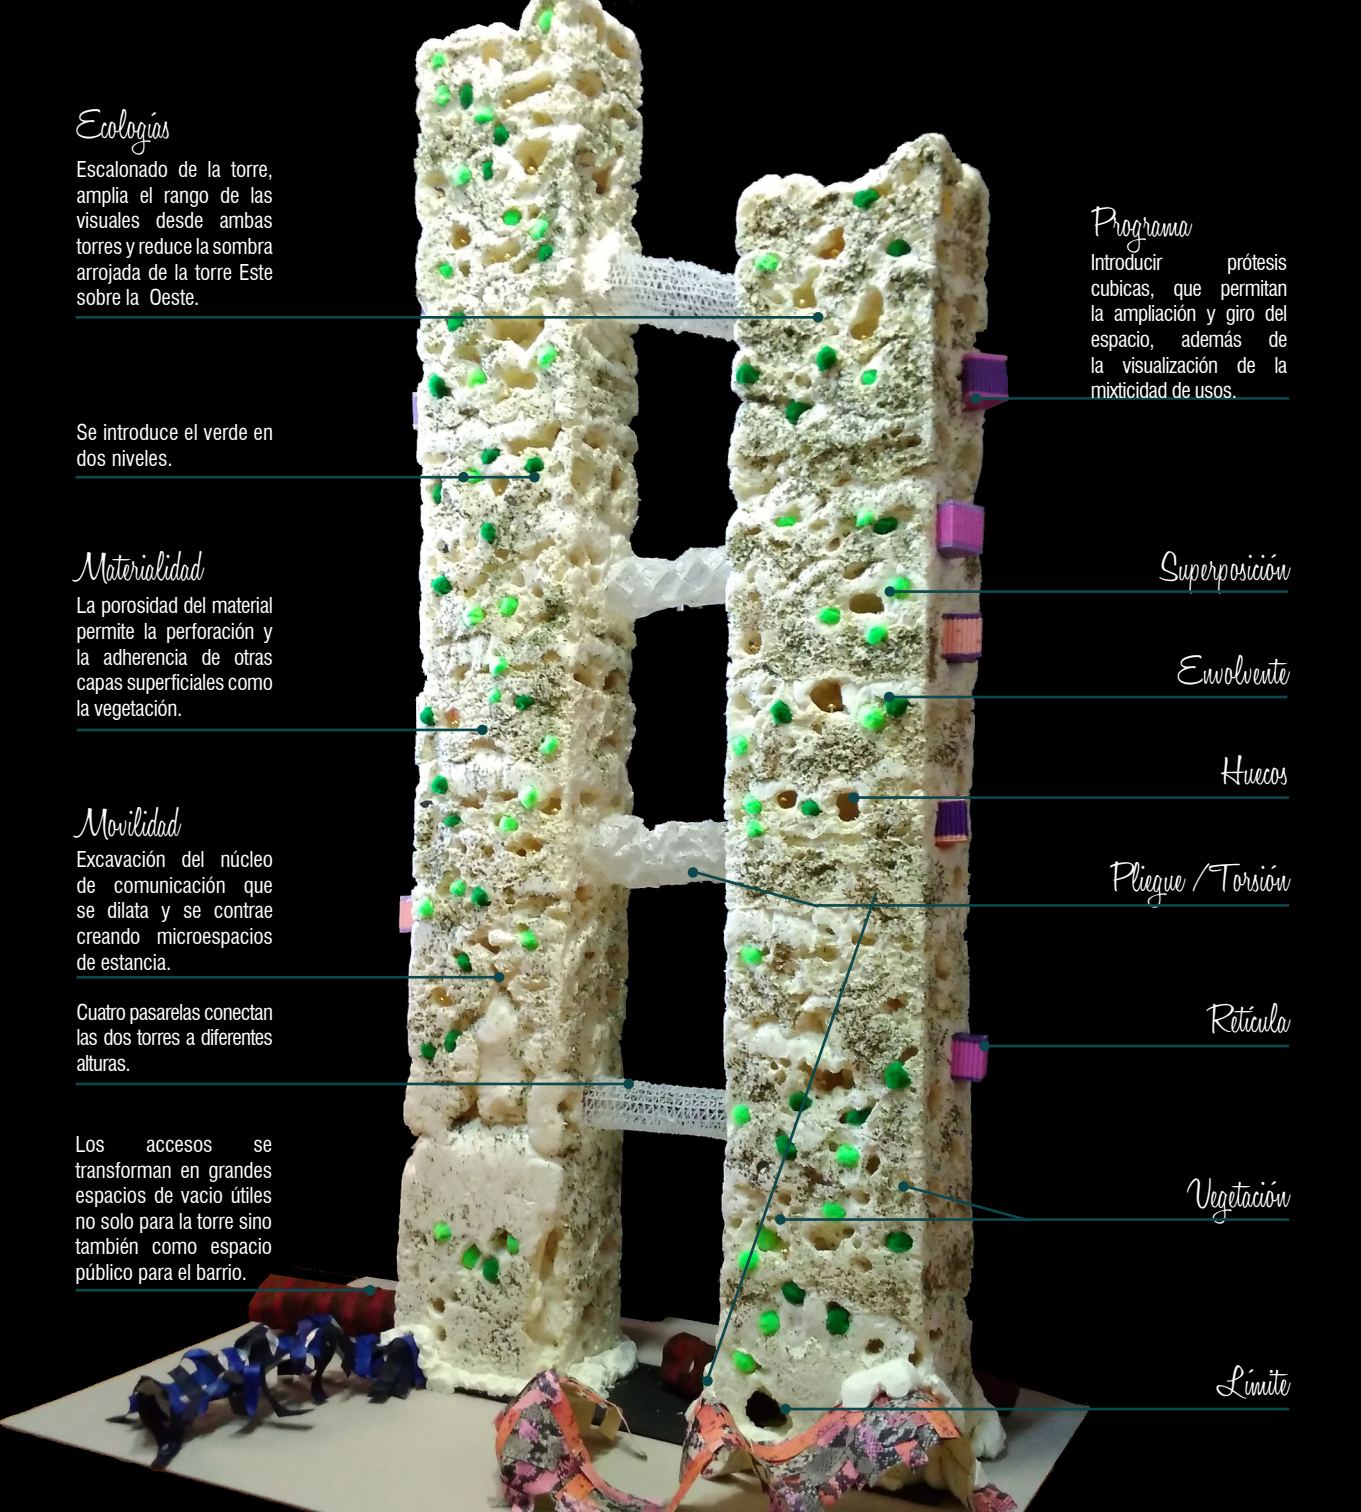 Ecologías
Escalonado de la torre,
amplia el rango de las
visuales desde ambas
torres y reduce la sombra
arrojada de la torre Este
sobre la Oeste.
Se introduce el verde en
dos niveles.
Materialidad
La porosidad del material
permite la perforación y
la adherencia de otras
capas superficiales como
la vegetación.
Movilidad
Excavación del núcleo
de comunicación que
se dilata y se contrae
creando microespacios
de estancia.
Cuatro pasarelas conectan
las dos torres a diferentes
alturas.
Los accesos se
transforman en grandes
espacios de vacio útiles
no solo para la torre sino
también como espacio
público para el barrio.
Programa
Introducir prótesis
cubicas, que permitan
la ampliación y giro del
espacio, además de
la visualización de la
mixticidad de usos.
Superposición
Envolvente
Huecos
Pliegue / Torsión
Retícula
Vegetación
Límite